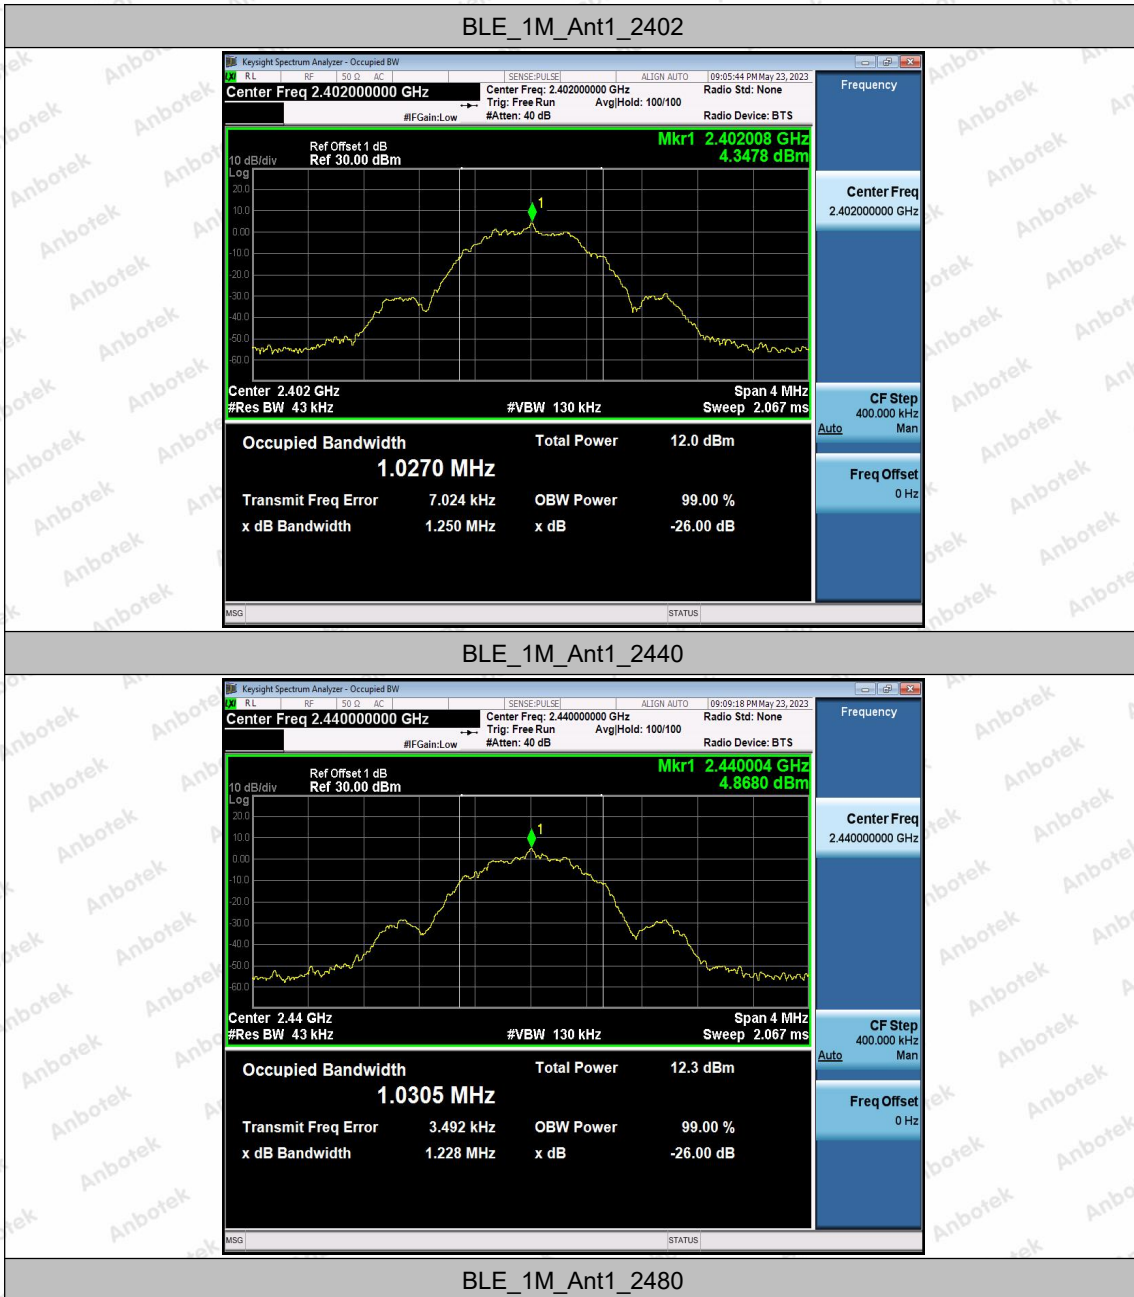 BLE_1M_Ant1_2402
Keysight Spectrum Analyzer - Occupied BW
LXI RL RF 50 Ω AC SENSE:PULSE ALIGN AUTO 09:05:44 PM May 23, 2023
Center Freq 2.402000000 GHz
Center Freq: 2.402000000 GHz
Radio Std: None
Trig: Free Run Avg|Hold: 100/100
#IFGain:Low #Atten: 40 dB Radio Device: BTS
Frequency
Mkr1 2.402008 GHz
4.3478 dBm
Ref Offset 1 dB
10 dB/div Ref 30.00 dBm
Log
20.0
10.0
0.00
-10.0
-20.0
-30.0
-40.0
-50.0
-60.0
1
Center Freq
2.402000000 GHz
Center 2.402 GHz Span 4 MHz
#Res BW 43 kHz #VBW 130 kHz Sweep 2.067 ms
CF Step
400.000 kHz
Auto Man
Occupied Bandwidth Total Power 12.0 dBm
1.0270 MHz
Freq Offset
0 Hz
Transmit Freq Error 7.024 kHz OBW Power 99.00 %
x dB Bandwidth 1.250 MHz x dB -26.00 dB
MSG STATUS
BLE_1M_Ant1_2440
Keysight Spectrum Analyzer - Occupied BW
LXI RL RF 50 Ω AC SENSE:PULSE ALIGN AUTO 09:09:18 PM May 23, 2023
Center Freq 2.440000000 GHz
Center Freq: 2.440000000 GHz
Radio Std: None
Trig: Free Run Avg|Hold: 100/100
#IFGain:Low #Atten: 40 dB Radio Device: BTS
Frequency
Mkr1 2.440004 GHz
4.8680 dBm
Ref Offset 1 dB
10 dB/div Ref 30.00 dBm
Log
20.0
10.0
0.00
-10.0
-20.0
-30.0
-40.0
-50.0
-60.0
1
Center Freq
2.440000000 GHz
Center 2.44 GHz Span 4 MHz
#Res BW 43 kHz #VBW 130 kHz Sweep 2.067 ms
CF Step
400.000 kHz
Auto Man
Occupied Bandwidth Total Power 12.3 dBm
1.0305 MHz
Freq Offset
0 Hz
Transmit Freq Error 3.492 kHz OBW Power 99.00 %
x dB Bandwidth 1.228 MHz x dB -26.00 dB
MSG STATUS
BLE_1M_Ant1_2480
Anbotek